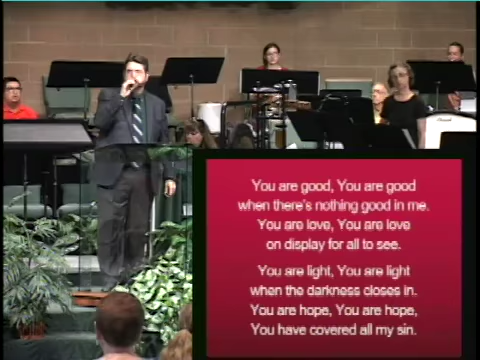 You are good, You are good
when there's nothing good in me.
You are love, You are love
on display for all to see.
You are light, You are light
when the darkness closes in.
You are hope, You are hope,
You have covered all my sin.